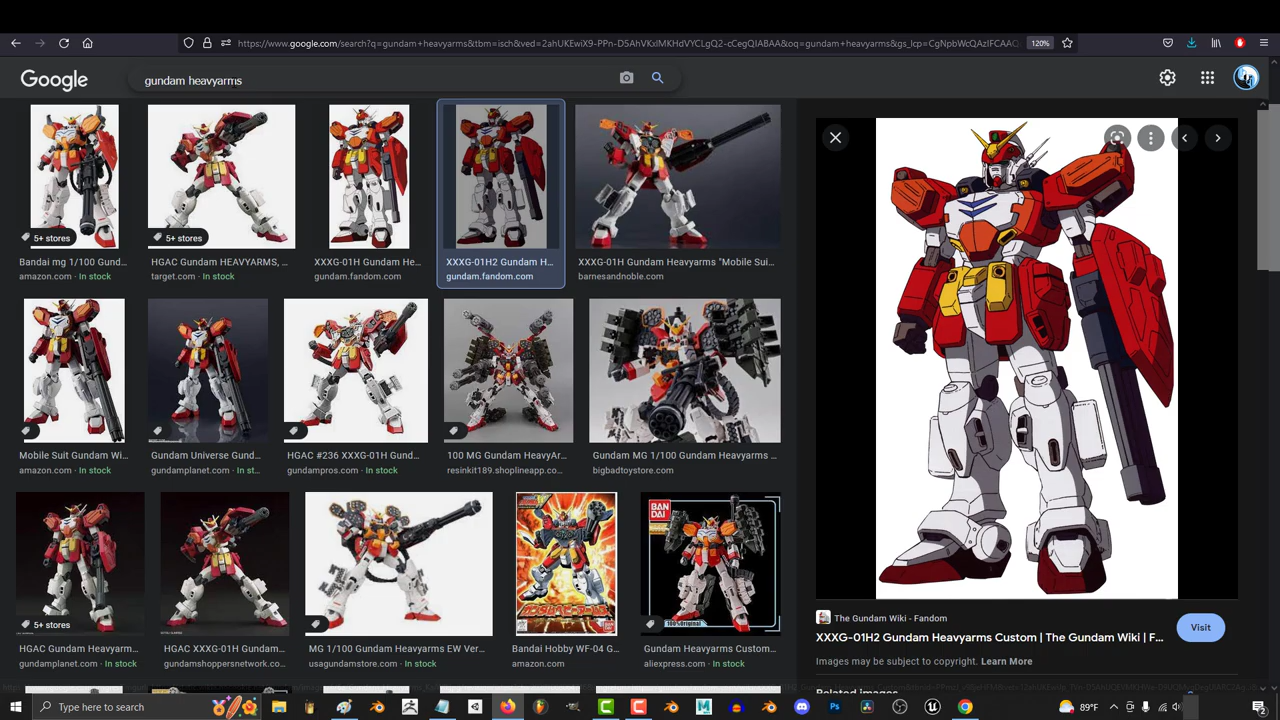 https://www.google.com/search?q=gundam+heavyarms&tbm=isch&ved=2ahUKEwiX9-PPn-D5AhVKxIMKHdVYCLgQ2-cCegQIABAA&oq=gundam+heavyarms&gs_lcp=CgNpbWcQAzIFCAAQ
120%
Google
gundam heavyarms
5+ stores
5+ stores
Bandai mg 1/100 Gund...
amazon.com · In stock
HGAC Gundam HEAVYARMS, ...
target.com · In stock
XXXG-01H Gundam He...
gundam.fandom.com
XXXG-01H2 Gundam H...
gundam.fandom.com
XXXG-01H Gundam Heavyarms "Mobile Sui...
barnesandnoble.com
Mobile Suit Gundam Wi...
amazon.com · In stock
Gundam Universe Gund...
gundamplanet.com · In st...
HGAC #236 XXXG-01H Gund...
gundampros.com · In stock
100 MG Gundam HeavyAr...
resinkit189.shoplineapp.co...
Gundam MG 1/100 Gundam Heavyarms ...
bigbadtoystore.com
5+ stores
BAN
DAI
100%Original
HGAC Gundam Heavyarm...
gundamplanet.com · In stock
HGAC XXXG-01H Gundam...
gundamshoppersnetwork.co...
MG 1/100 Gundam Heavyarms EW Ver...
usagundamstore.com · In stock
Bandai Hobby WF-04 G...
amazon.com
Gundam Heavyarms Custom...
aliexpress.com · In stock
The Gundam Wiki - Fandom
XXXG-01H2 Gundam Heavyarms Custom | The Gundam Wiki | F...
Visit
Images may be subject to copyright. Learn More
Related images
Type here to search
89°F
2